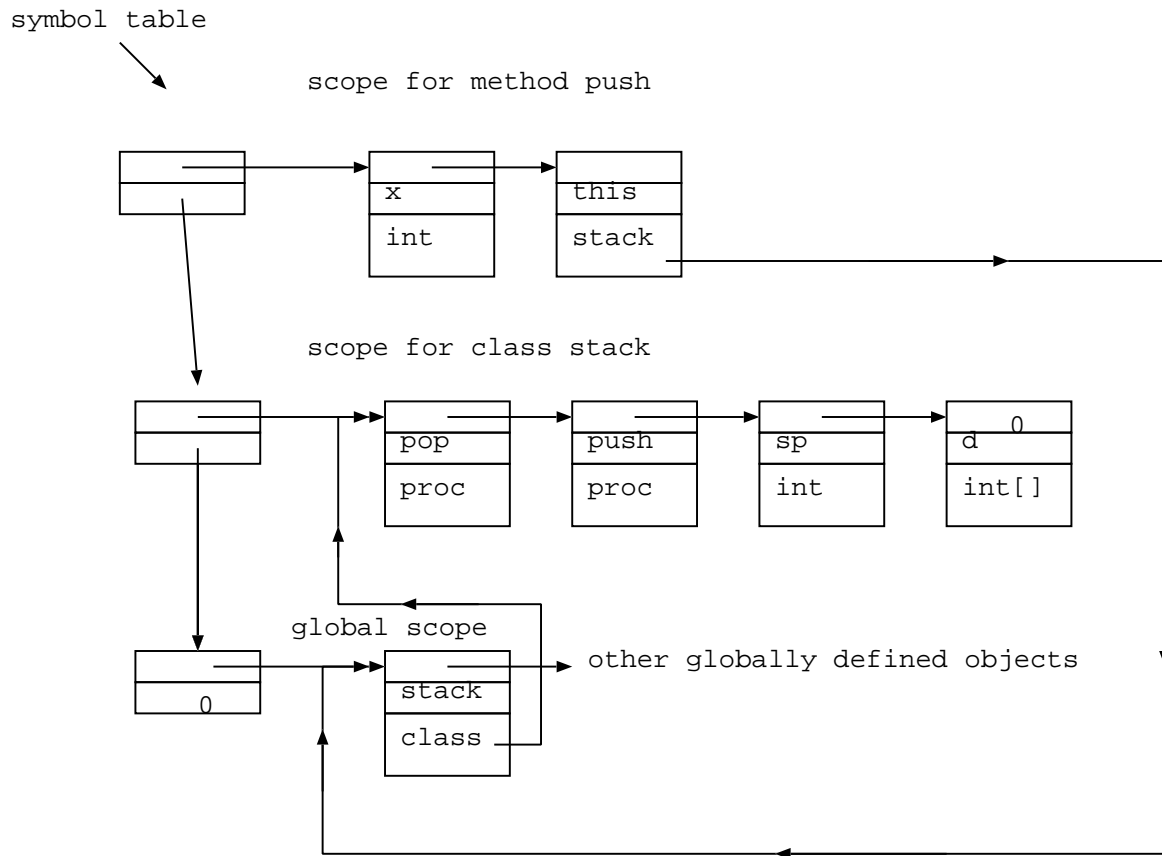 symbol table
scope for method push
x
this
int
stack
scope for class stack
0
pop
push
sp
d
proc
proc
int
int[]
global scope
other globally defined objects
stack
0
class